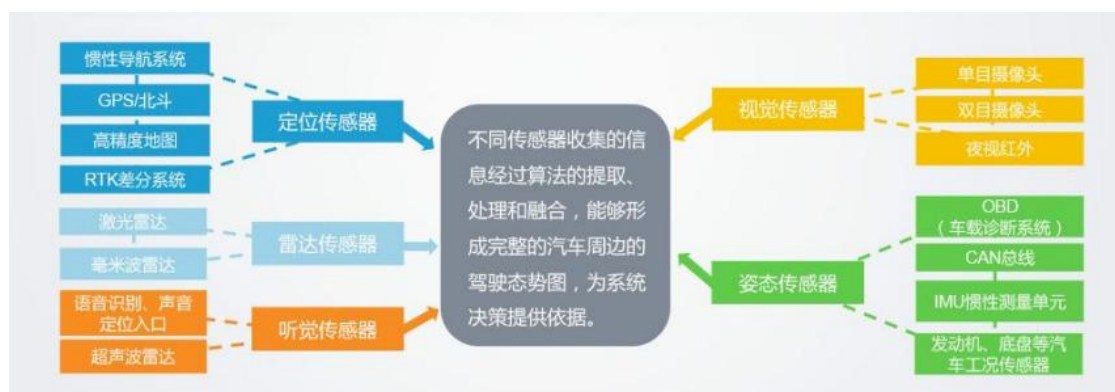 惯性导航系统
GPS/北斗
高精度地图
RTK差分系统
定位传感器
激光雷达
毫米波雷达
雷达传感器
语音识别、声音
定位入口
超声波雷达
听觉传感器
不同传感器收集的信
息经过算法的提取、
处理和融合，能够形
成完整的汽车周边的
驾驶态势图，为系统
决策提供依据。
视觉传感器
单目摄像头
双目摄像头
夜视红外
姿态传感器
OBD
（车载诊断系统）
CAN总线
IMU惯性测量单元
发动机、底盘等汽
车工况传感器